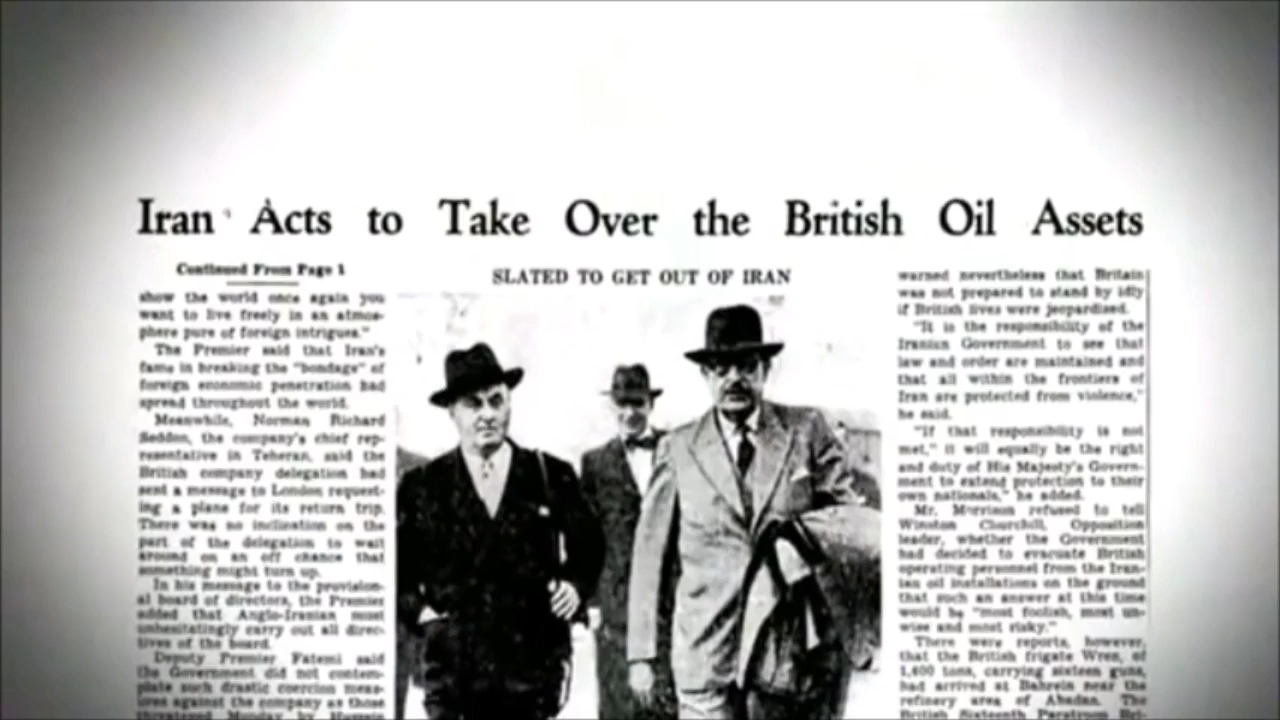 Iran Acts to Take Over the British Oil Assets
Continued From Page 1
show the world once again you
want to live freely in an atmos-
phere pure of foreign intrigues."
The Premier said that Iran's
fame in breaking the "bondage" of
foreign economic penetration had
spread throughout the world.
Meanwhile, Norman Richard
Seddon, the company's chief rep-
resentative in Teheran, said the
British company delegation had
sent a message to London request-
ing a plane for its return trip.
There was no inclination on the
part of the delegation to wait
around on an off chance that
something might turn up.
In his message to the provision-
al board of directors, the Premier
added that Anglo-Iranian must
unhesitatingly carry out all direc-
tives of the board.
Deputy Premier Fatemi said
the Government did not contem-
plate such drastic coercion meas-
ures against the company as those
threatened Monday by Hussein
SLATED TO GET OUT OF IRAN
warned nevertheless that Britain
was not prepared to stand by idly
if British lives were jeopardized.
"It is the responsibility of the
Iranian Government to see that
law and order are maintained and
that all within the frontiers of
Iran are protected from violence,"
he said.
"If that responsibility is not
met," it will equally be the right
and duty of His Majesty's Govern-
ment to extend protection to their
own nationals," he added.
Mr. Morrison refused to tell
Winston Churchill, Opposition
leader, whether the Government
had decided to evacuate British
operating personnel from the Iran-
ian oil installations on the ground
that such an answer at this time
would be "most foolish, most un-
wise and most risky."
There were reports, however,
that the British frigate Wren, of
1,400 tons, carrying sixteen guns,
had arrived at Bahrein near the
refinery area of Abadan. The
British Sixteenth Paratroop Bri-